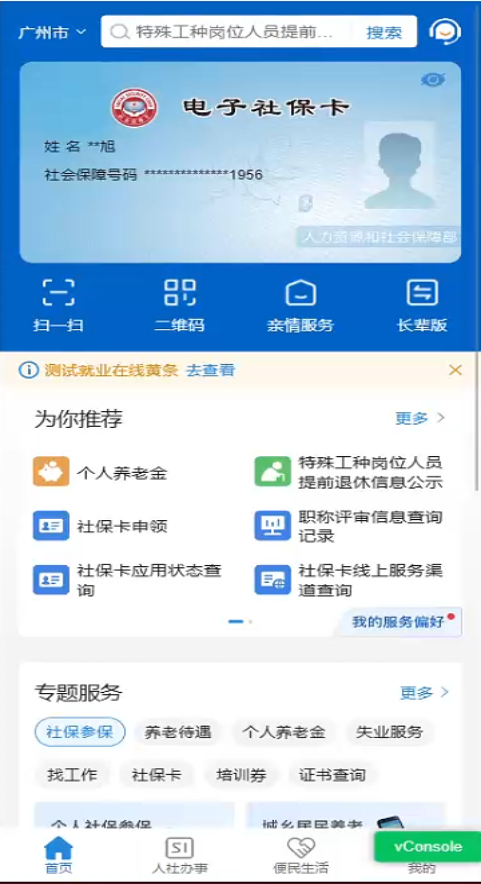 广州市
特殊工种岗位人员提前...
搜索
电子社保卡
姓 名 **旭
社会保障号码 **************1956
人力资源和社会保障部
扫一扫
二维码
亲情服务
长辈版
测试就业在线黄条 去查看
为你推荐
更多
个人养老金
特殊工种岗位人员
提前退休信息公示
社保卡申领
职称评审信息查询
记录
社保卡应用状态查
询
社保卡线上服务渠
道查询
我的服务偏好
专题服务
更多
社保参保
养老待遇
个人养老金
失业服务
找工作
社保卡
培训券
证书查询
个人社保参保
城乡居民养老
vConsole
首页
SI
人社办事
便民生活
我的